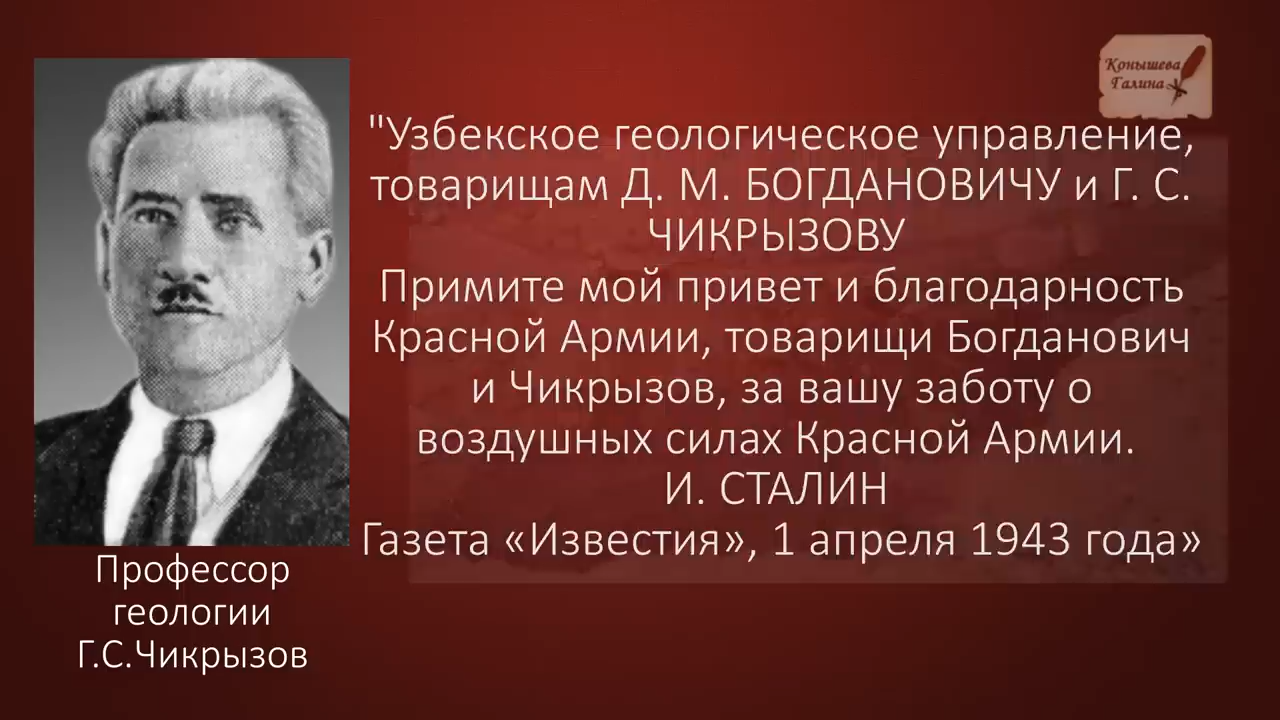 Конышева
Галина
"Узбекское геологическое управление,
товарищам Д. М. БОГДАНОВИЧУ и Г. С.
ЧИКРЫЗОВУ
Примите мой привет и благодарность
Красной Армии, товарищи Богданович
и Чикрызов, за вашу заботу о
воздушных силах Красной Армии.
И. СТАЛИН
Газета «Известия», 1 апреля 1943 года»
Профессор
геологии
Г.С.Чикрызов